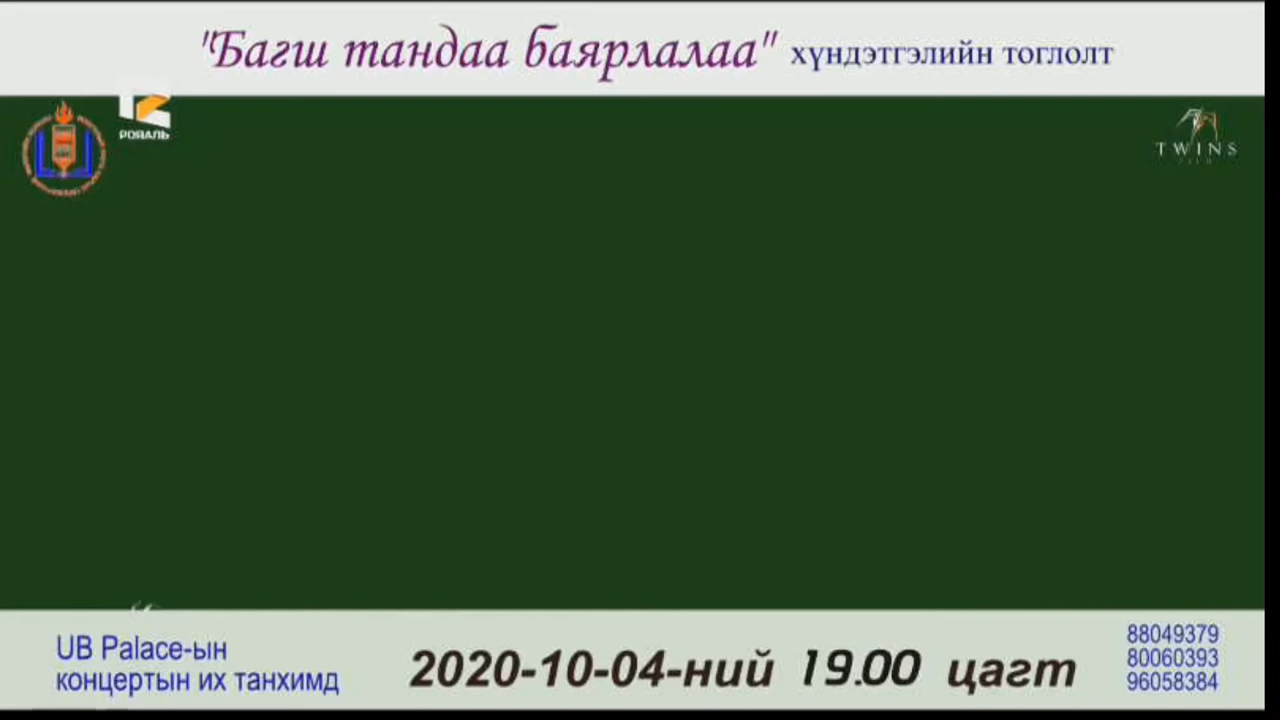 "Багш тандаа баярлалаа" хүндэтгэлийн тоглолт
РОЯАЛЬ
TWINS
UB Palace-ын
концертын их танхимд
2020-10-04-ний 19.00 цагт
88049379
80060393
96058384